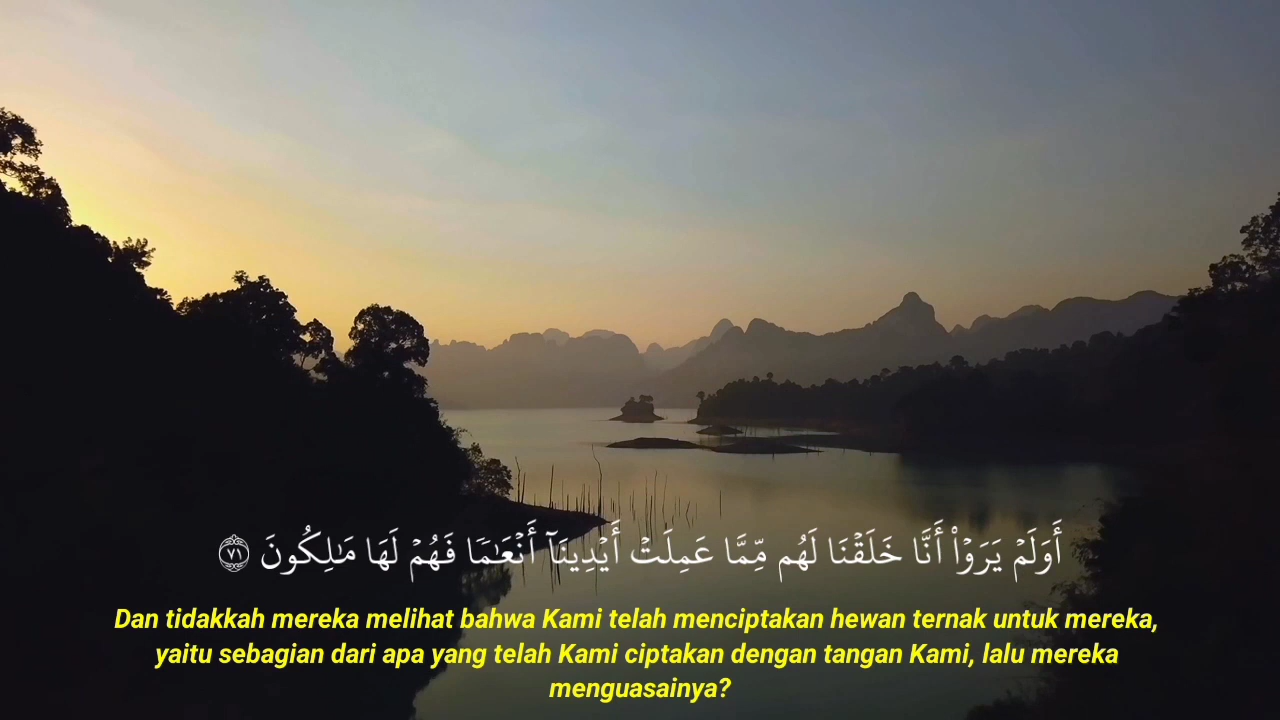 أَوَلَمۡ يَرَوۡاْ أَنَّا خَلَقۡنَا لَهُم مِّمَّا عَمِلَتۡ أَيۡدِينَآ أَنۡعَٰمٗا فَهُمۡ لَهَا مَٰلِكُونَ ٧١
Dan tidakkah mereka melihat bahwa Kami telah menciptakan hewan ternak untuk mereka,
yaitu sebagian dari apa yang telah Kami ciptakan dengan tangan Kami, lalu mereka
menguasainya?